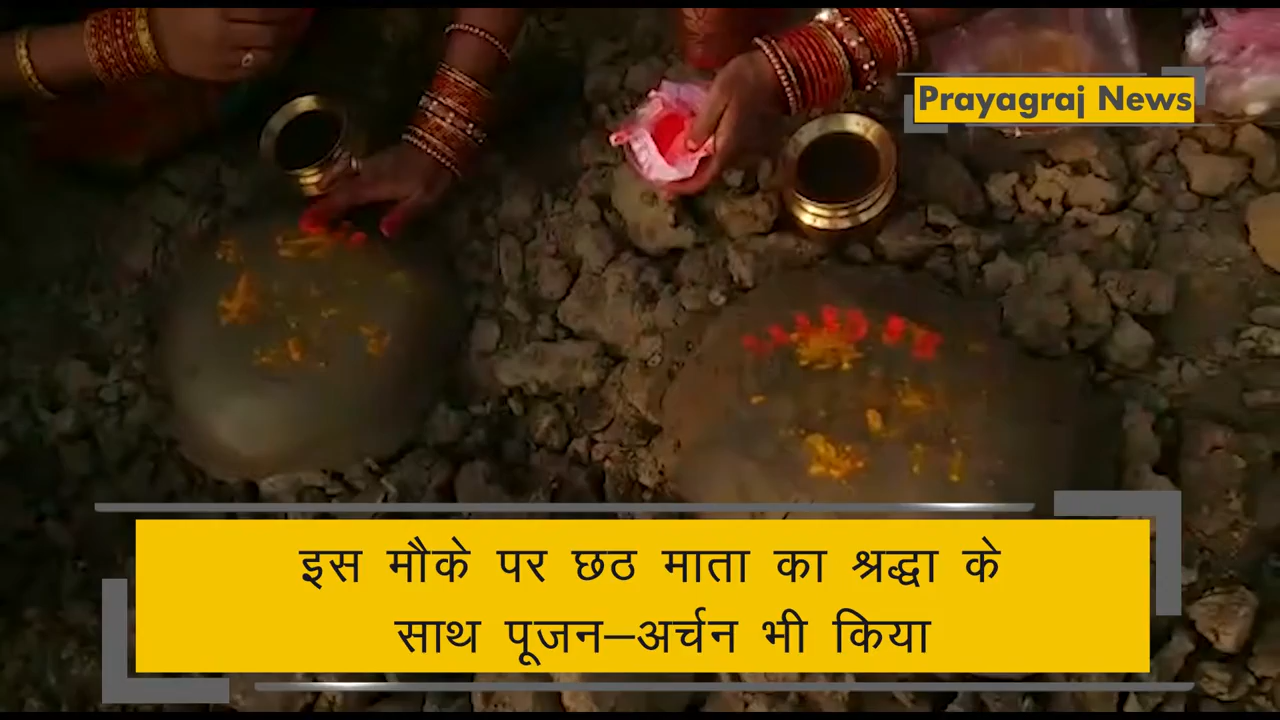 Prayagraj News
इस मौके पर छठ माता का श्रद्धा के
साथ पूजन–अर्चन भी किया